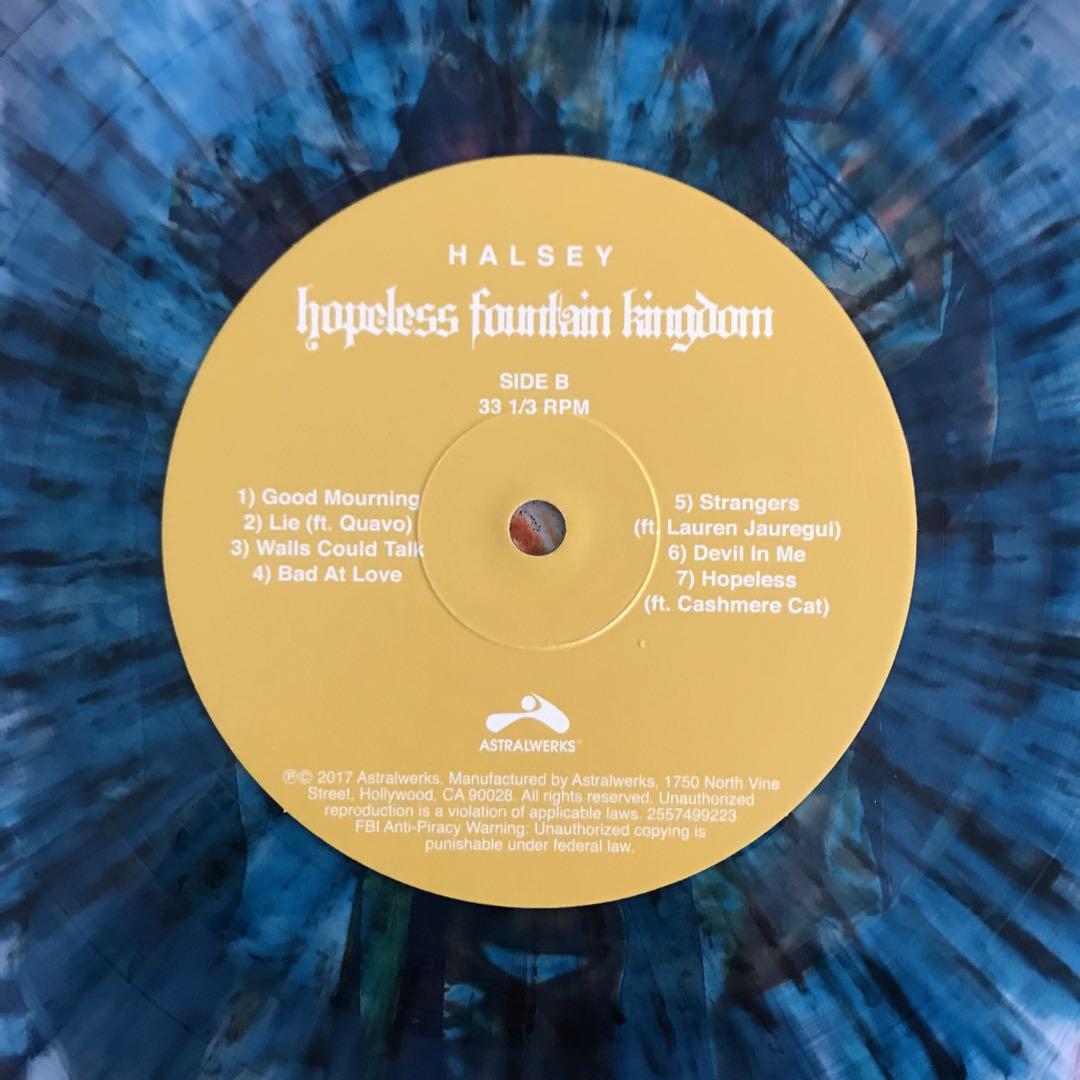 HALSEY
hopeless fountain kingdom
SIDE B
33 1/3 RPM
1) Good Mourning
2) Lie (ft. Quavo)
3) Walls Could Talk
4) Bad At Love
5) Strangers
(ft. Lauren Jauregui)
6) Devil In Me
7) Hopeless
(ft. Cashmere Cat)
ASTRALWERKS
℗© 2017 Astralwerks. Manufactured by Astralwerks, 1750 North Vine
Street, Hollywood, CA 90028. All rights reserved. Unauthorized
reproduction is a violation of applicable laws. 2557499223
FBI Anti-Piracy Warning: Unauthorized copying is
punishable under federal law.